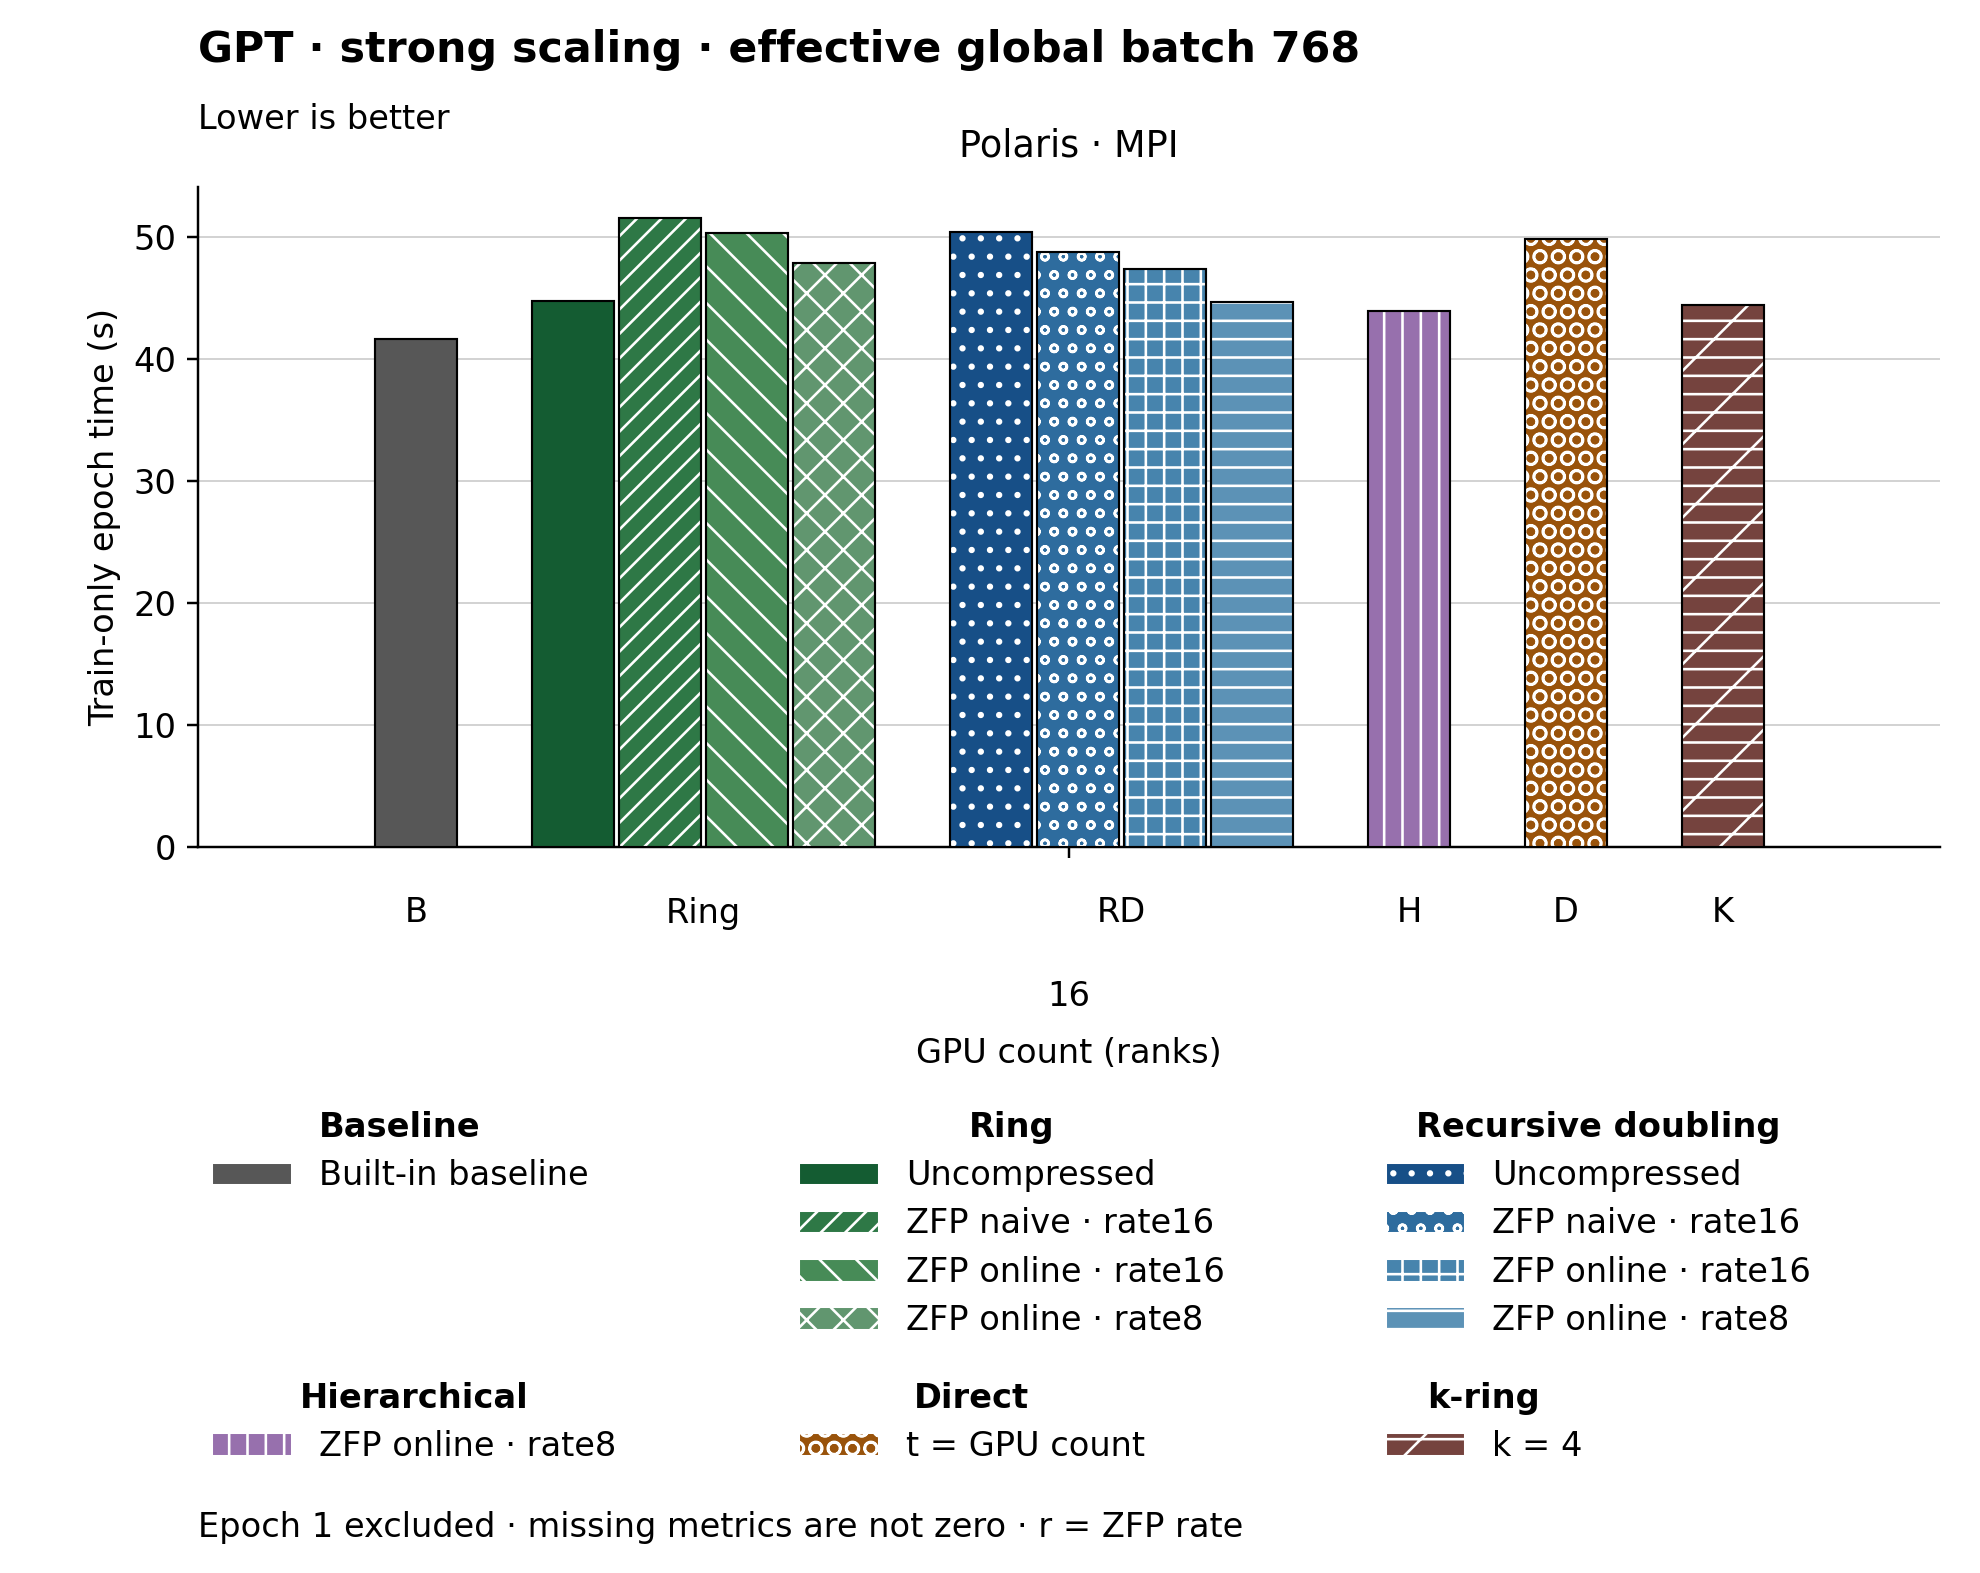 GPT · strong scaling · effective global batch 768
Lower is better
Polaris · MPI
Train-only epoch time (s)
50
40
30
20
10
0
B Ring RD H D K
16
GPU count (ranks)
Baseline Ring Recursive doubling
Built-in baseline Uncompressed Uncompressed
ZFP naive · rate16 ZFP naive · rate16
ZFP online · rate16 ZFP online · rate16
ZFP online · rate8 ZFP online · rate8
Hierarchical Direct k-ring
ZFP online · rate8 t = GPU count k = 4
Epoch 1 excluded · missing metrics are not zero · r = ZFP rate